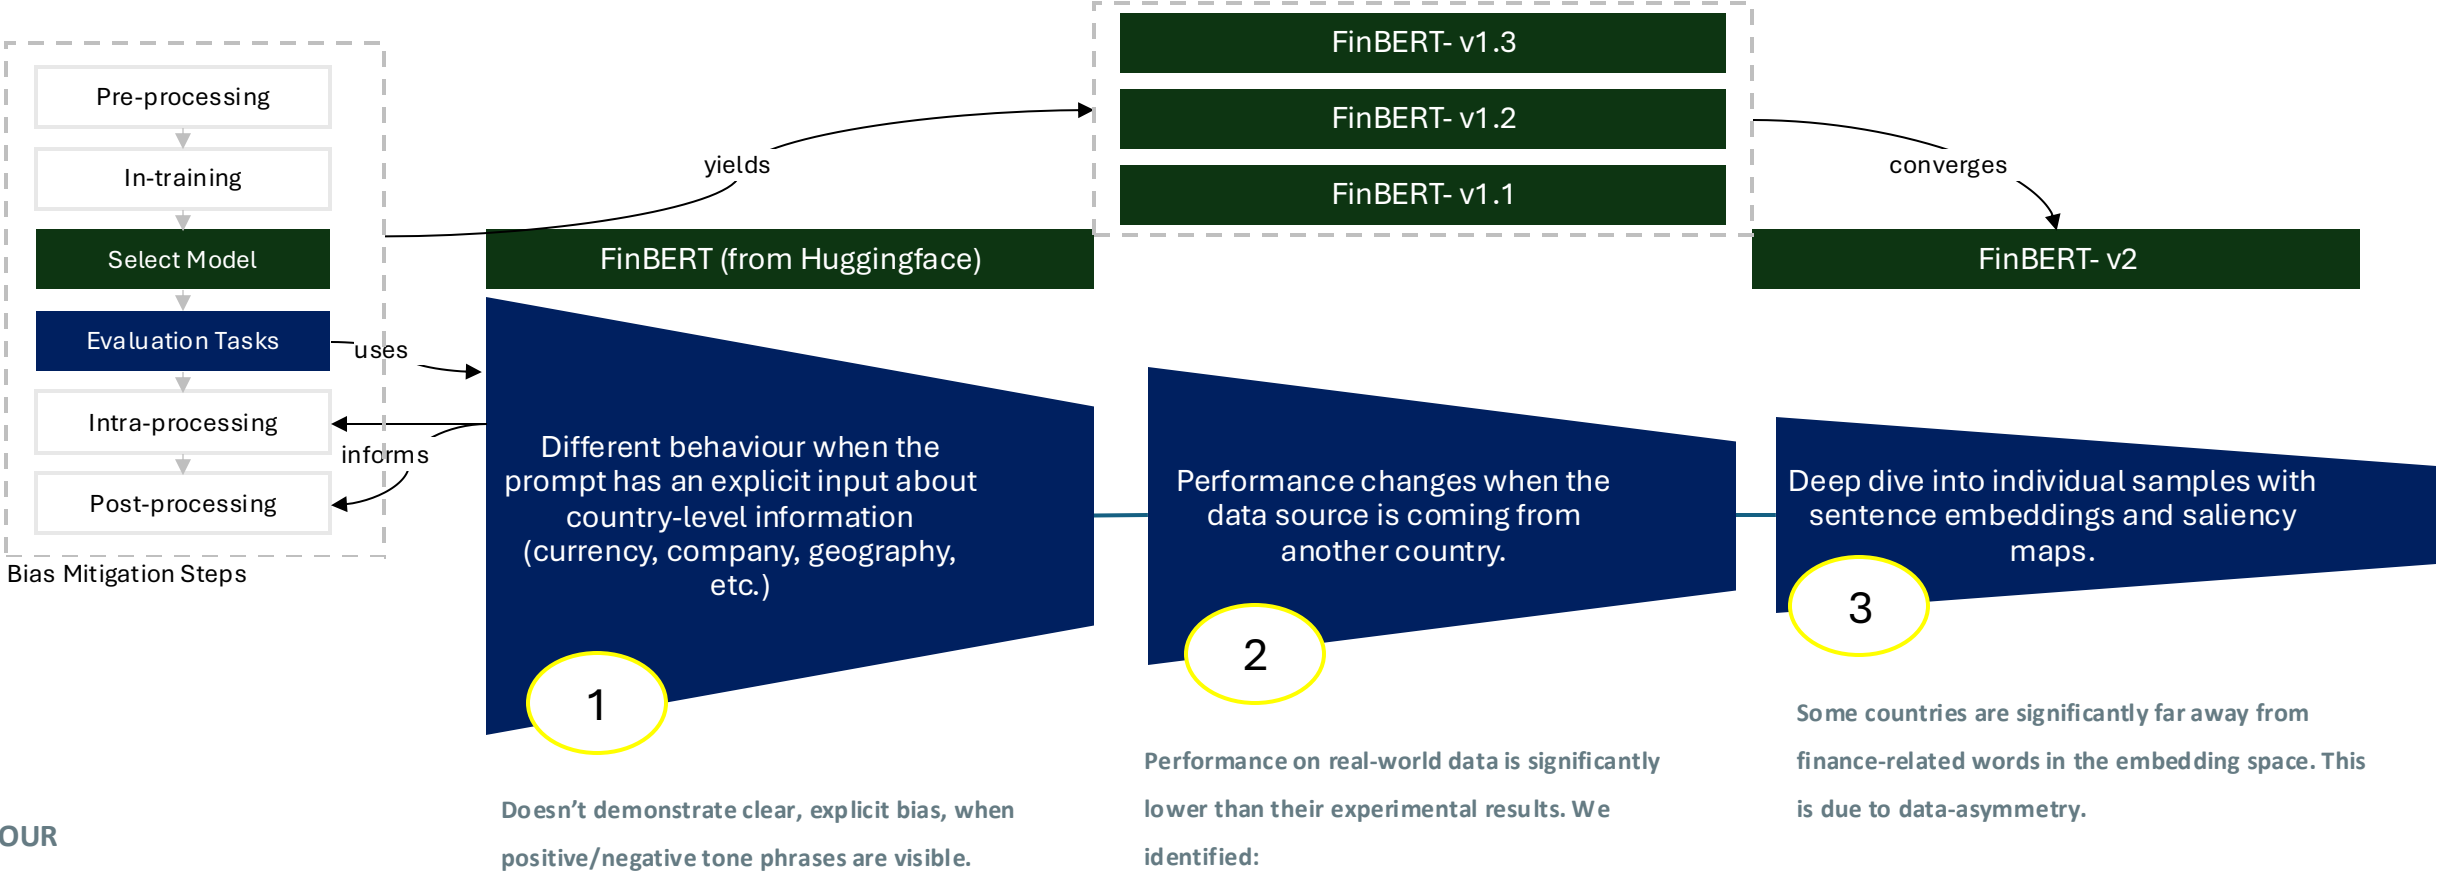 Pre-processing
In-training
Select Model
Evaluation Tasks
Intra-processing
Post-processing
Bias Mitigation Steps
uses
informs
yields
FinBERT- v1.3
FinBERT- v1.2
FinBERT- v1.1
converges
FinBERT (from Huggingface)
FinBERT- v2
Different behaviour when the
prompt has an explicit input about
country-level information
(currency, company, geography,
etc.)
1
Performance changes when the
data source is coming from
another country.
2
Deep dive into individual samples with
sentence embeddings and saliency
maps.
3
OUR
Doesn’t demonstrate clear, explicit bias, when
positive/negative tone phrases are visible.
Performance on real-world data is significantly
lower than their experimental results. We
identified:
Some countries are significantly far away from
finance-related words in the embedding space. This
is due to data-asymmetry.